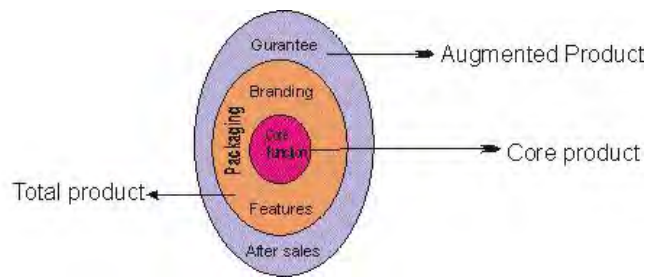 Gurantee
Augmented Product
Branding
Packaging
Core
function
Core product
Total product
Features
After sales